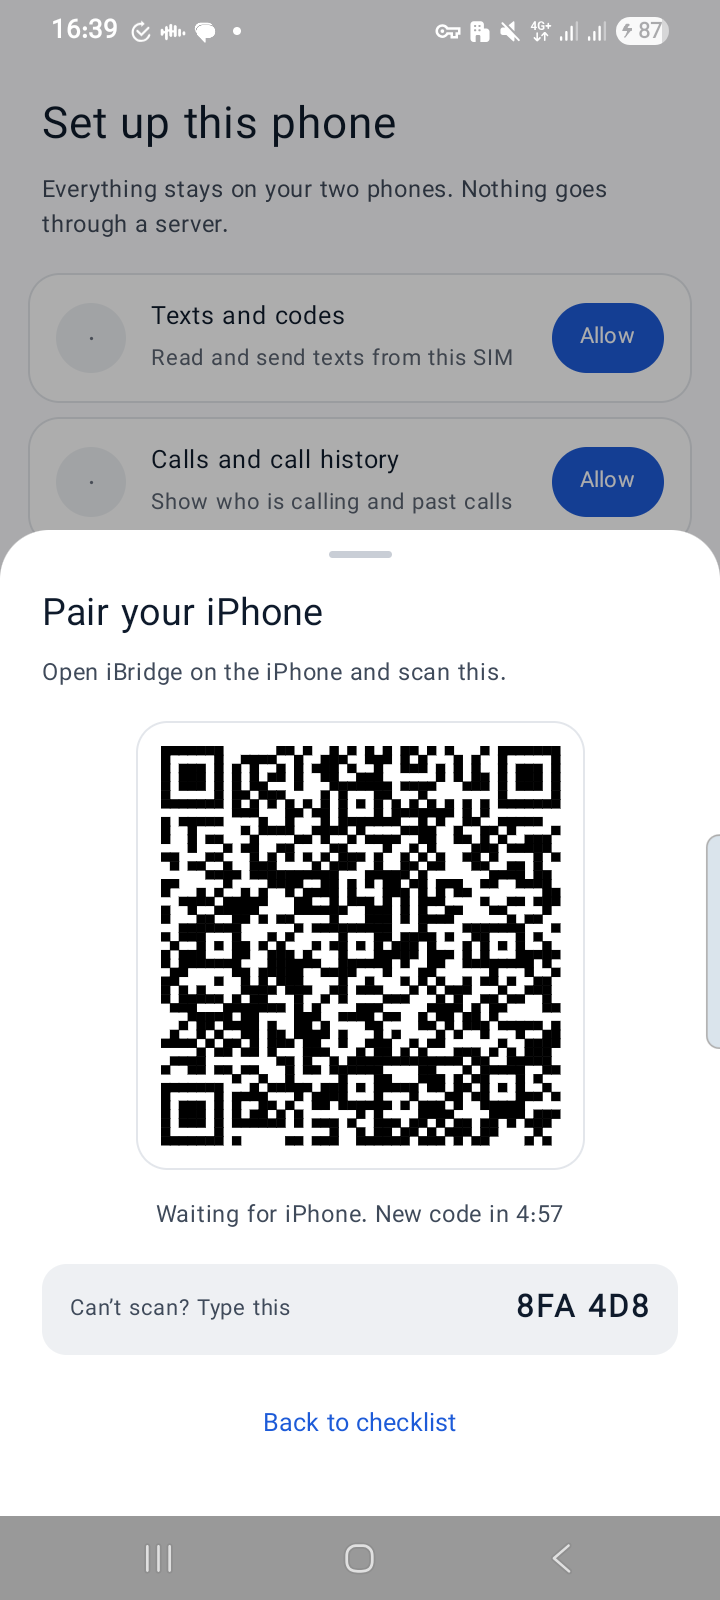 16:39
4G+
87
Set up this phone
Everything stays on your two phones. Nothing goes
through a server.
Texts and codes
Read and send texts from this SIM
Allow
Calls and call history
Show who is calling and past calls
Allow
Pair your iPhone
Open iBridge on the iPhone and scan this.
Waiting for iPhone. New code in 4:57
Can’t scan? Type this
8FA 4D8
Back to checklist